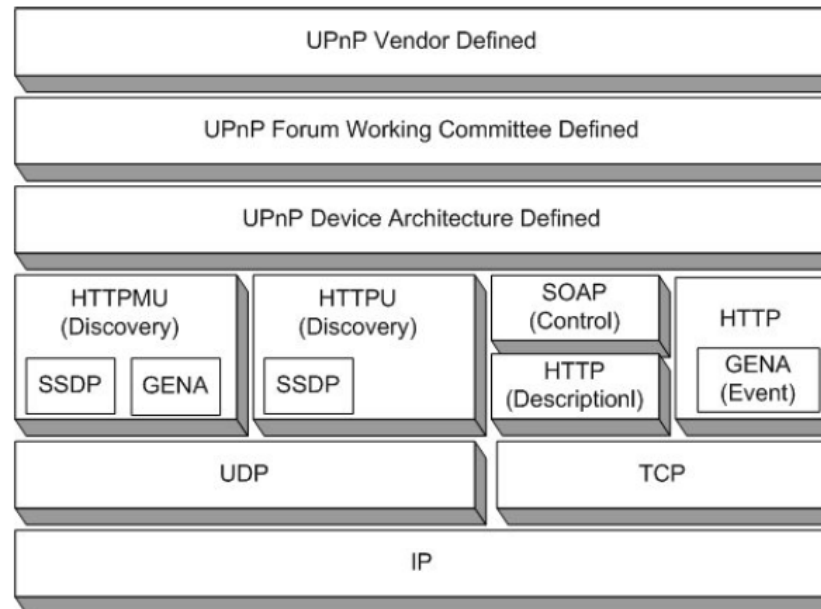 UPnP Vendor Defined
UPnP Forum Working Committee Defined
UPnP Device Architecture Defined
HTTPMU
(Discovery)
SSDP
GENA
HTTPU
(Discovery)
SSDP
SOAP
(Control)
HTTP
(Descriptionl)
HTTP
GENA
(Event)
UDP
TCP
IP